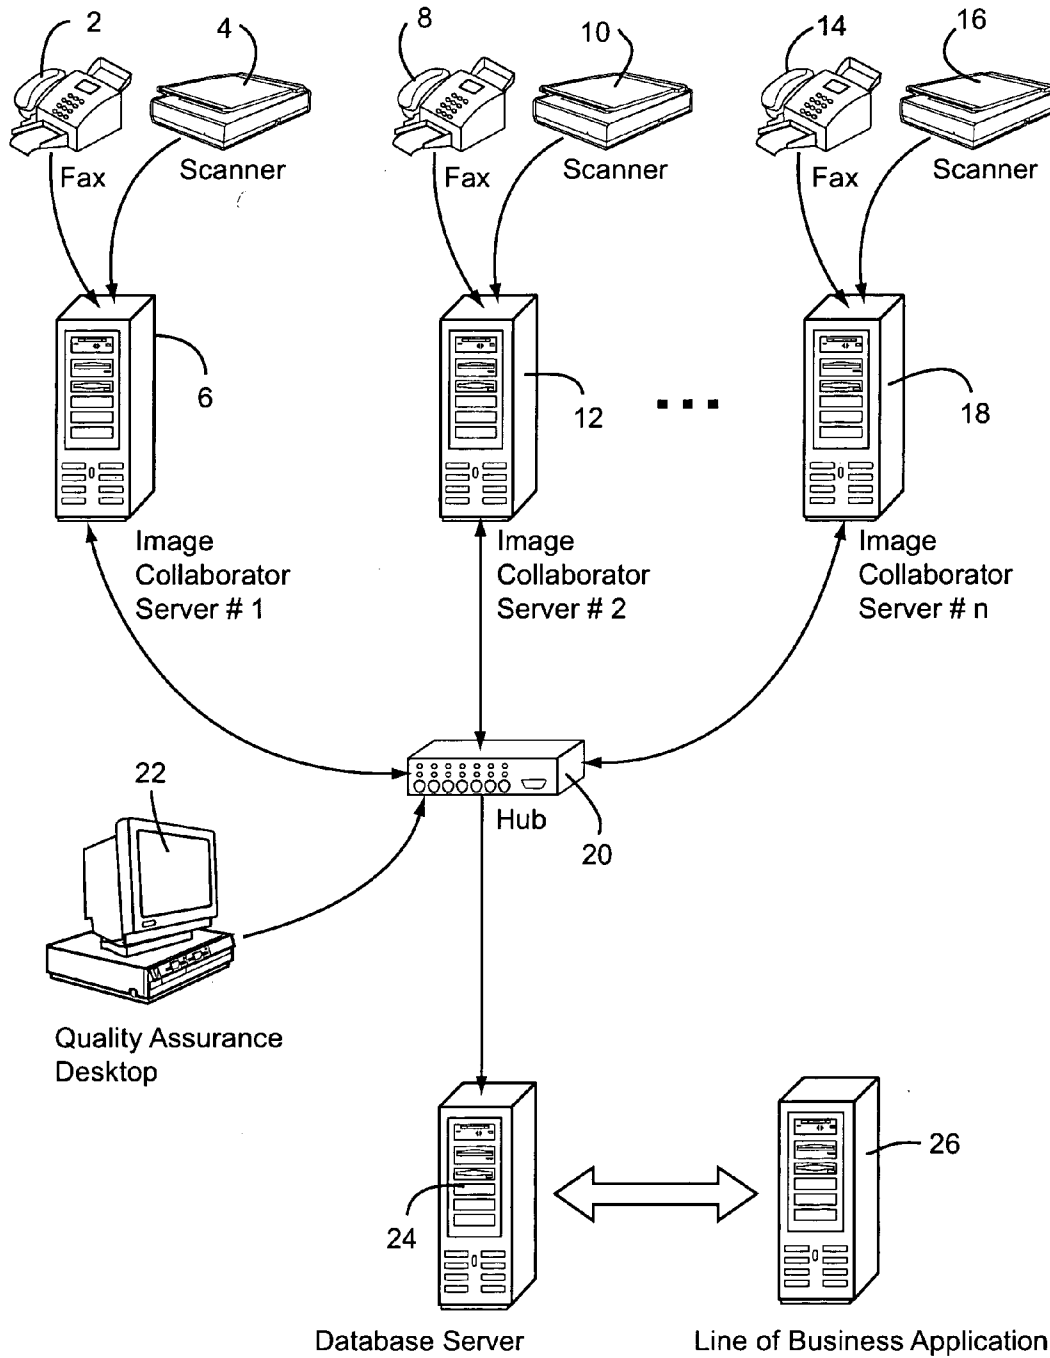 2
4
8
10
14
16
Fax
Scanner
Fax
Scanner
Fax
Scanner
6
12
18
Image
Collaborator
Server # 1
Image
Collaborator
Server # 2
Image
Collaborator
Server # n
22
Hub
20
Quality Assurance
Desktop
24
26
Database Server
Line of Business Application